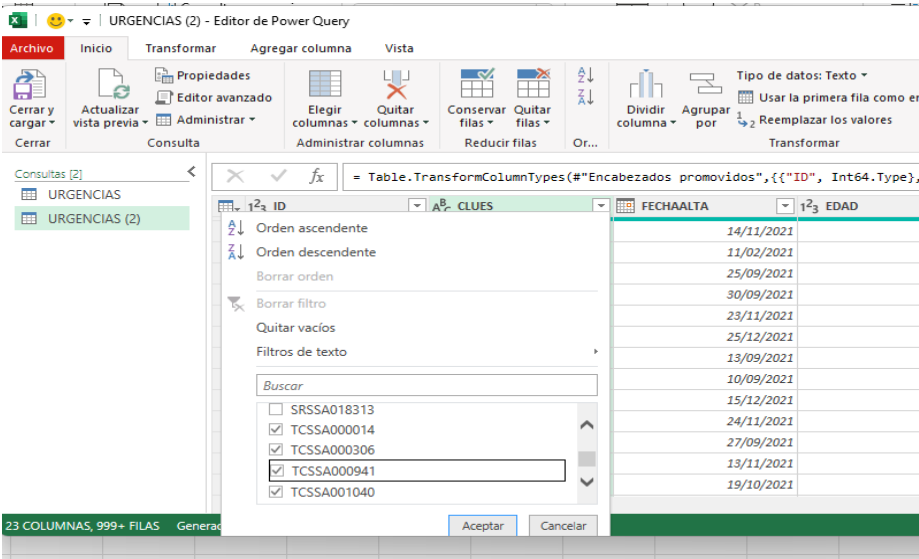 URGENCIAS (2) - Editor de Power Query
Archivo Inicio Transformar Agregar columna Vista
Cerrar y cargar
Actualizar vista previa
Propiedades
Editor avanzado
Administrar
Elegir columnas
Quitar columnas
Conservar filas
Quitar filas
Dividir columna
Agrupar por
Tipo de datos: Texto
Usar la primera fila como en
Reemplazar los valores
Cerrar Consulta Administrar columnas Reducir filas Or... Transformar
Consultas [2]
URGENCIAS
URGENCIAS (2)
fx = Table.TransformColumnTypes(#"Encabezados promovidos",{{"ID", Int64.Type},
123 ID ABC CLUES FECHAALTA 123 EDAD
Orden ascendente
Orden descendente
Borrar orden
Borrar filtro
Quitar vacíos
Filtros de texto
Buscar
SRSSA018313
TCSSA000014
TCSSA000306
TCSSA000941
TCSSA001040
Aceptar Cancelar
14/11/2021
11/02/2021
25/09/2021
30/09/2021
23/11/2021
25/12/2021
13/09/2021
10/09/2021
15/12/2021
24/11/2021
27/09/2021
13/11/2021
19/10/2021
23 COLUMNAS, 999+ FILAS Generac